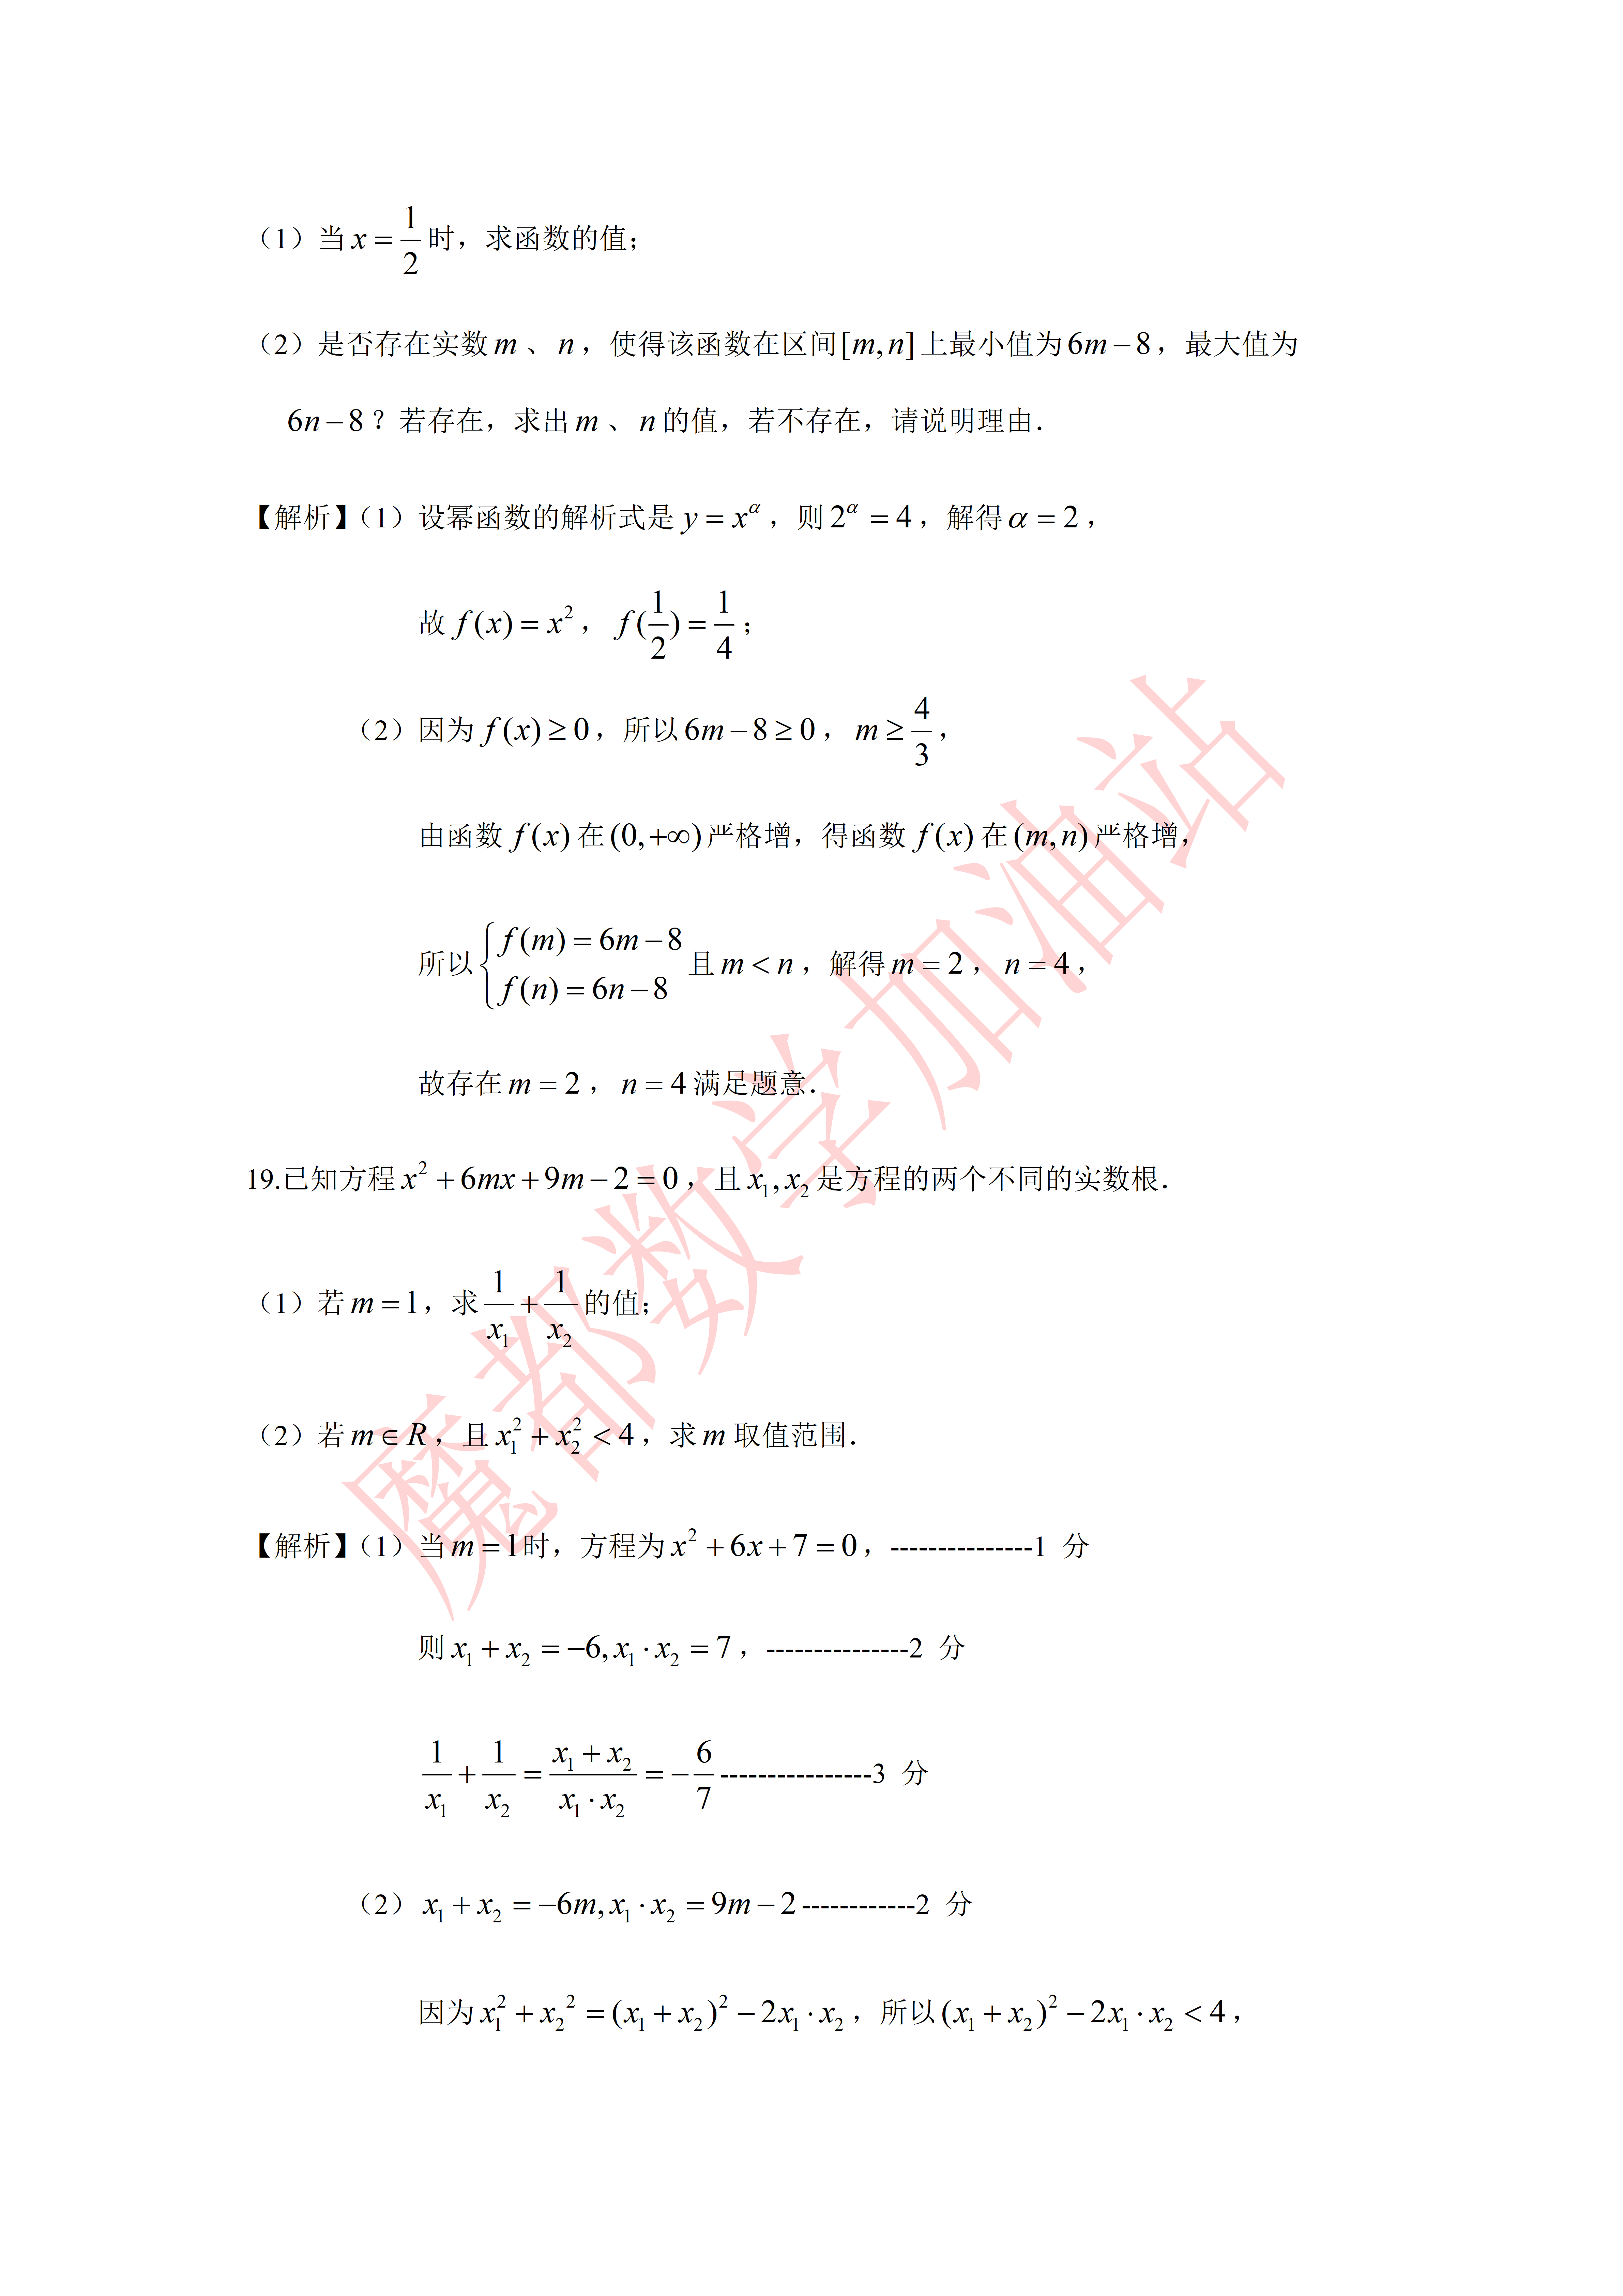 （1）当 x = 1/2 时，求函数的值；
（2）是否存在实数 m 、 n ，使得该函数在区间 [m, n] 上最小值为 6m − 8 ，最大值为
6n − 8 ？若存在，求出 m 、 n 的值，若不存在，请说明理由．
【解析】（1）设幂函数的解析式是 y = x^α ，则 2^α = 4 ，解得 α = 2 ，
故 f (x) = x² ， f (1/2) = 1/4 ；
（2）因为 f (x) ≥ 0 ，所以 6m − 8 ≥ 0 ， m ≥ 4/3 ，
由函数 f (x) 在 (0, +∞) 严格增，得函数 f (x) 在 (m, n) 严格增，
所以 { f (m) = 6m − 8
f (n) = 6n − 8 且 m < n ，解得 m = 2 ， n = 4 ，
故存在 m = 2 ， n = 4 满足题意．
19.已知方程 x² + 6mx + 9m − 2 = 0 ，且 x₁, x₂ 是方程的两个不同的实数根．
（1）若 m = 1 ，求 1/x₁ + 1/x₂ 的值；
（2）若 m ∈ R ，且 x₁² + x₂² < 4 ，求 m 取值范围．
【解析】（1）当 m = 1 时，方程为 x² + 6x + 7 = 0 ，---------------1 分
则 x₁ + x₂ = −6, x₁ · x₂ = 7 ，---------------2 分
1/x₁ + 1/x₂ = (x₁ + x₂)/(x₁ · x₂) = − 6/7 ----------------3 分
（2） x₁ + x₂ = −6m, x₁ · x₂ = 9m − 2 ------------2 分
因为 x₁² + x₂² = (x₁ + x₂)² − 2x₁ · x₂ ，所以 (x₁ + x₂)² − 2x₁ · x₂ < 4 ，
魔都数学加油站